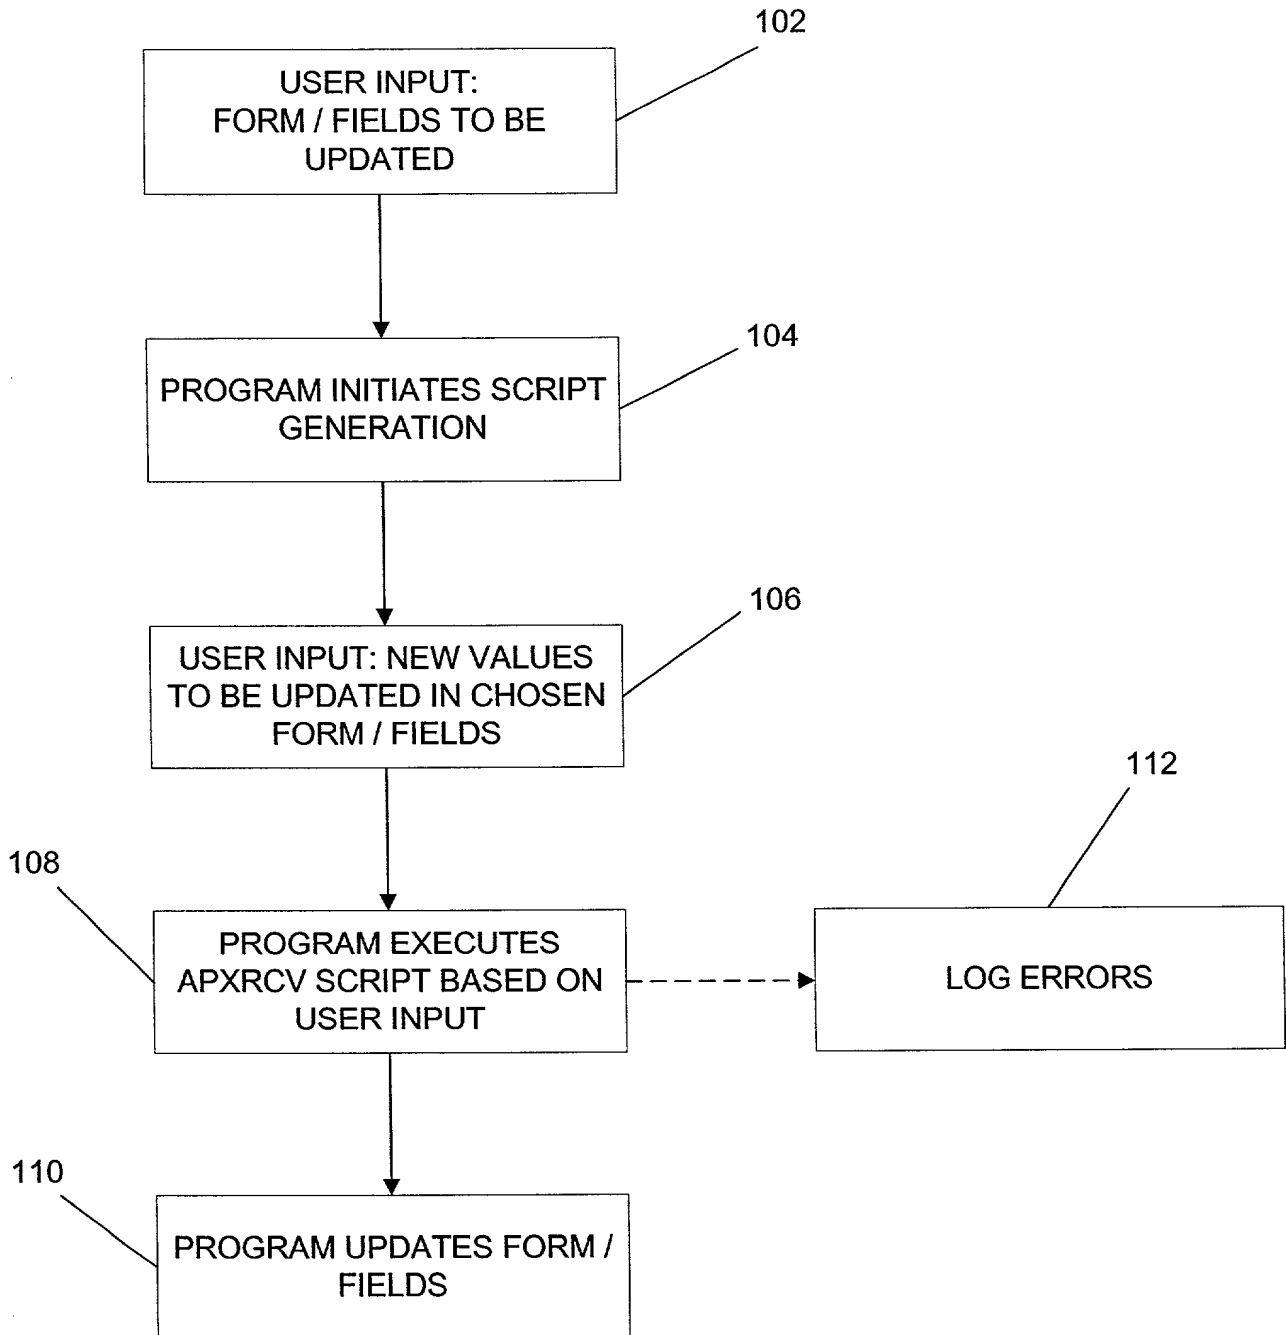 102
USER INPUT:
FORM / FIELDS TO BE
UPDATED
104
PROGRAM INITIATES SCRIPT
GENERATION
106
USER INPUT: NEW VALUES
TO BE UPDATED IN CHOSEN
FORM / FIELDS
112
108
PROGRAM EXECUTES
APXRCV SCRIPT BASED ON
USER INPUT
LOG ERRORS
110
PROGRAM UPDATES FORM /
FIELDS